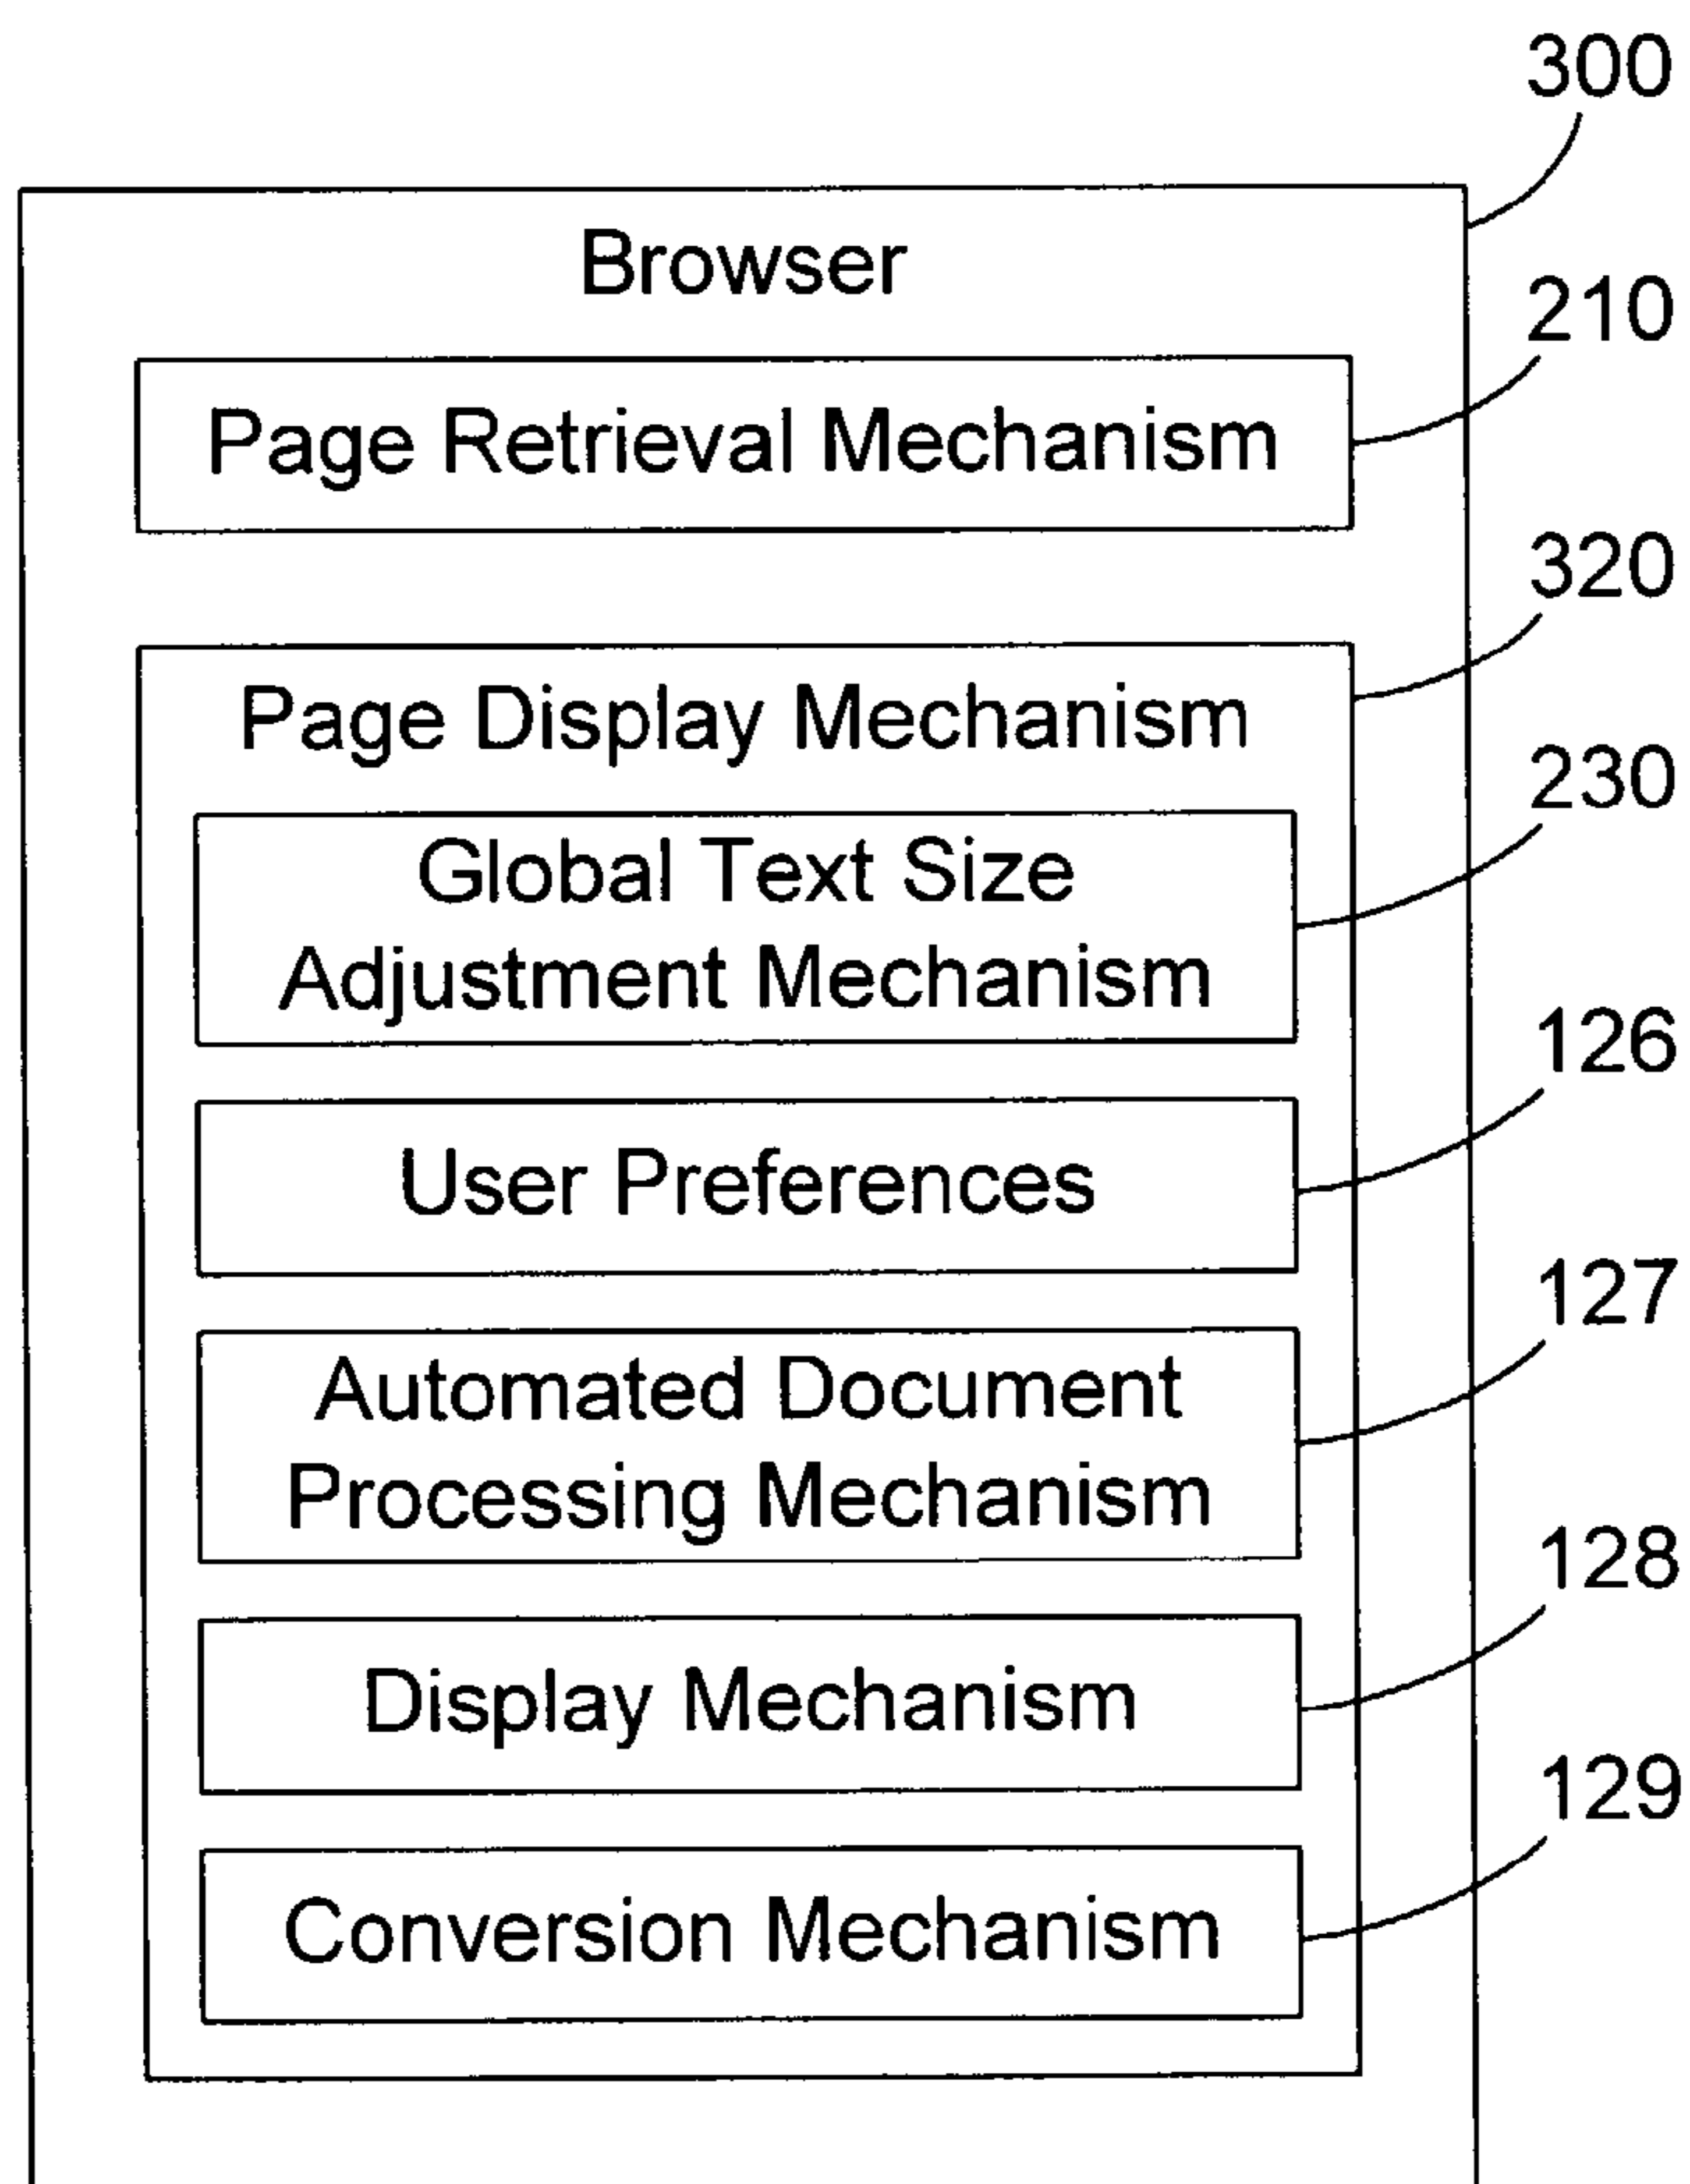 300
Browser
210
Page Retrieval Mechanism
320
Page Display Mechanism
230
Global Text Size
Adjustment Mechanism
126
User Preferences
127
Automated Document
Processing Mechanism
128
Display Mechanism
129
Conversion Mechanism